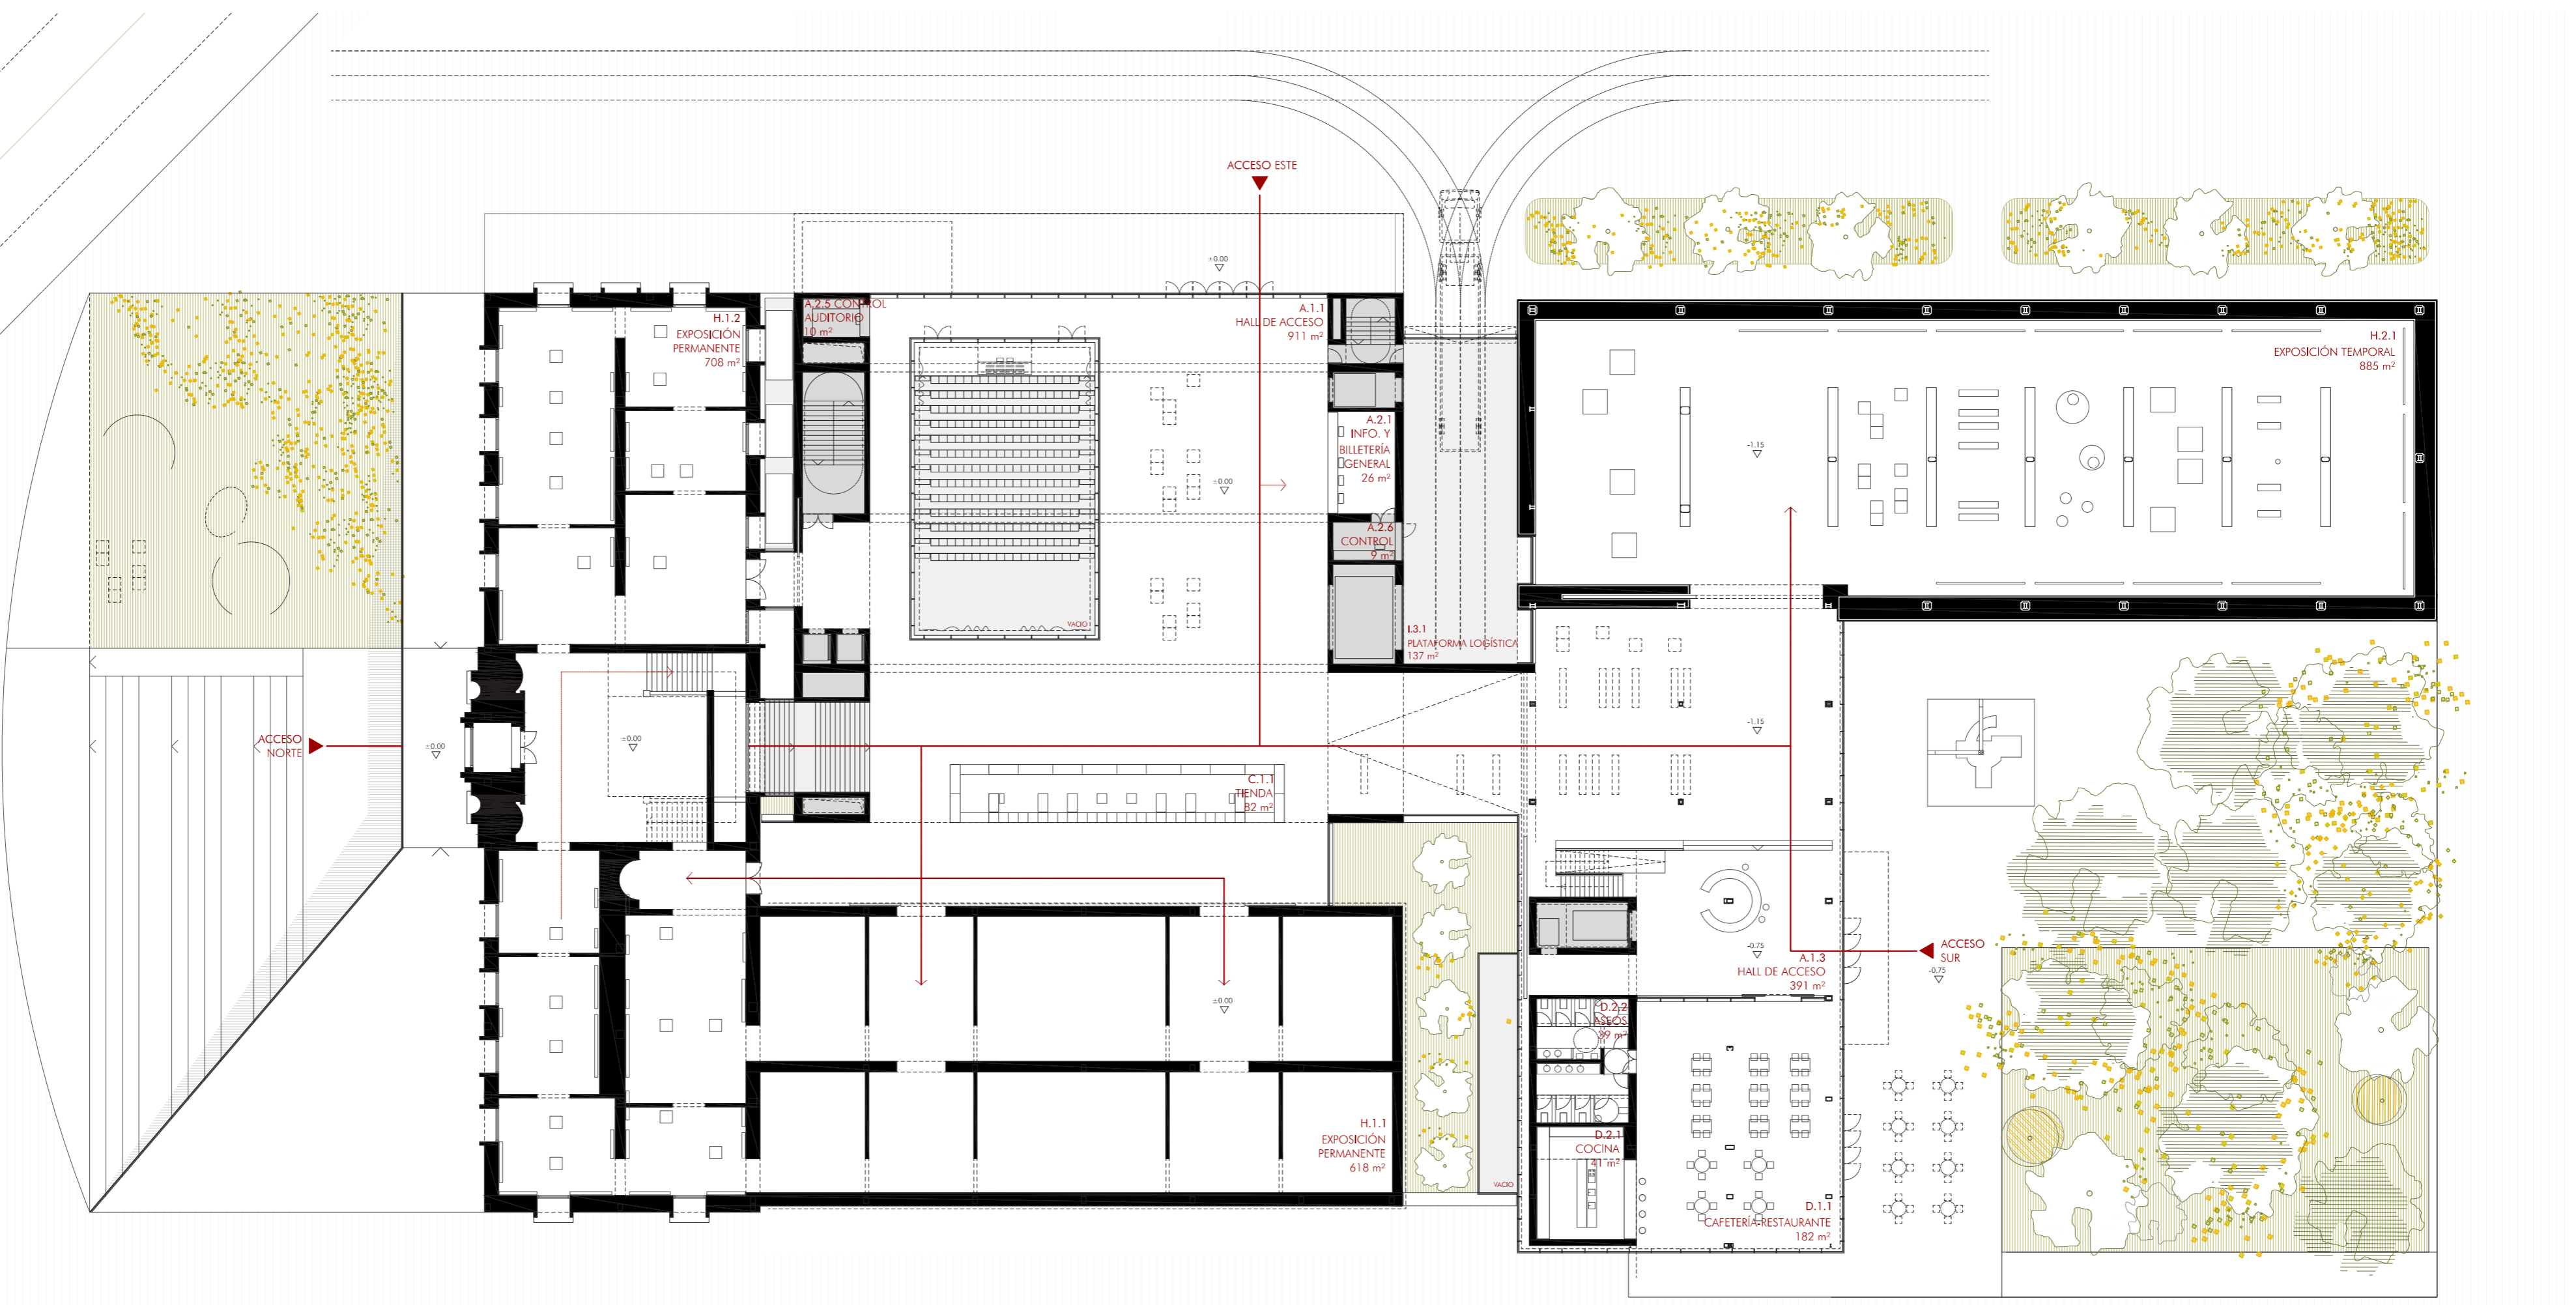 ACCESO ESTE
±0.00
A.2.5 CONTROL
AUDITORIO
10 m²
H.1.2
EXPOSICIÓN
PERMANENTE
708 m²
A.1.1
HALL DE ACCESO
911 m²
H.2.1
EXPOSICIÓN TEMPORAL
885 m²
A.2.1
INFO. Y
BILLETERÍA
GENERAL
26 m²
±0.00
-1.15
A.2.6
CONTROL
9 m²
VACIO
I.3.1
PLATAFORMA LOGÍSTICA
137 m²
ACCESO
NORTE
±0.00
±0.00
-1.15
C.1.1
TIENDA
82 m²
-0.75
A.1.3
HALL DE ACCESO
391 m²
ACCESO
SUR
-0.75
±0.00
D.2.2
ASEOS
39 m²
H.1.1
EXPOSICIÓN
PERMANENTE
618 m²
D.2.1
COCINA
41 m²
VACIO
D.1.1
CAFETERÍA-RESTAURANTE
182 m²